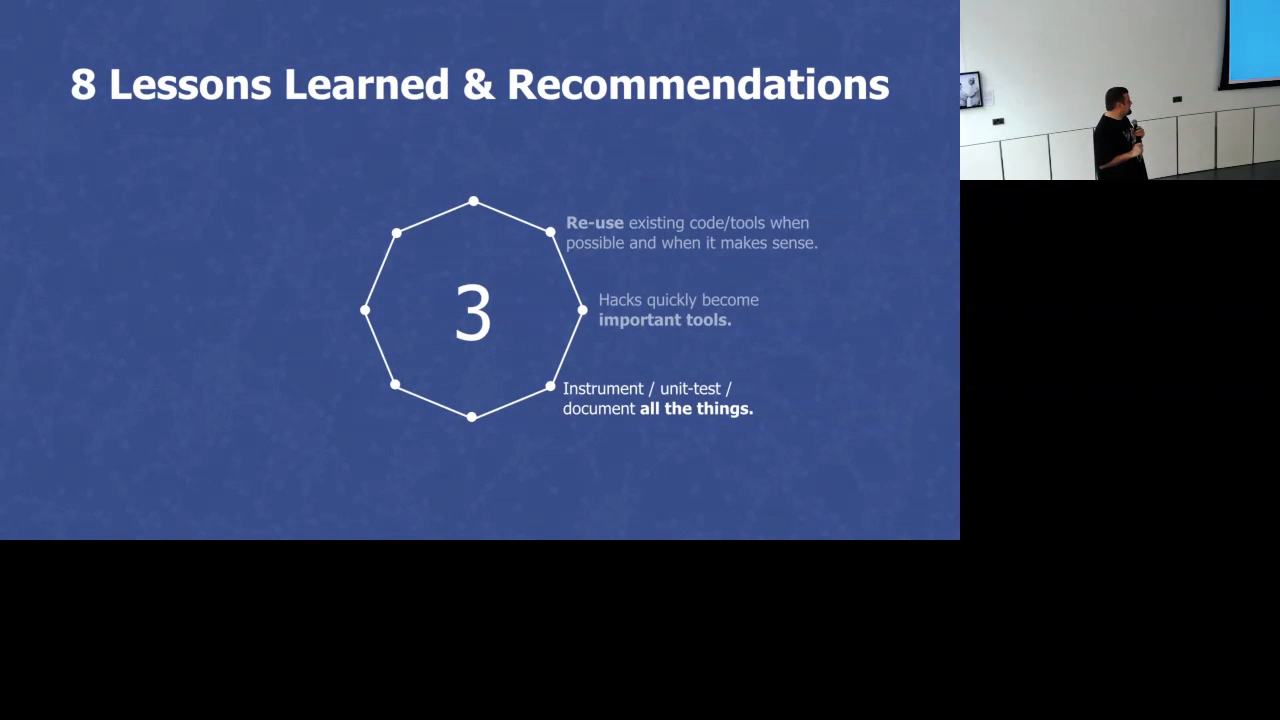 8 Lessons Learned & Recommendations
Re-use existing code/tools when
possible and when it makes sense.
3
Hacks quickly become
important tools.
Instrument / unit-test /
document all the things.